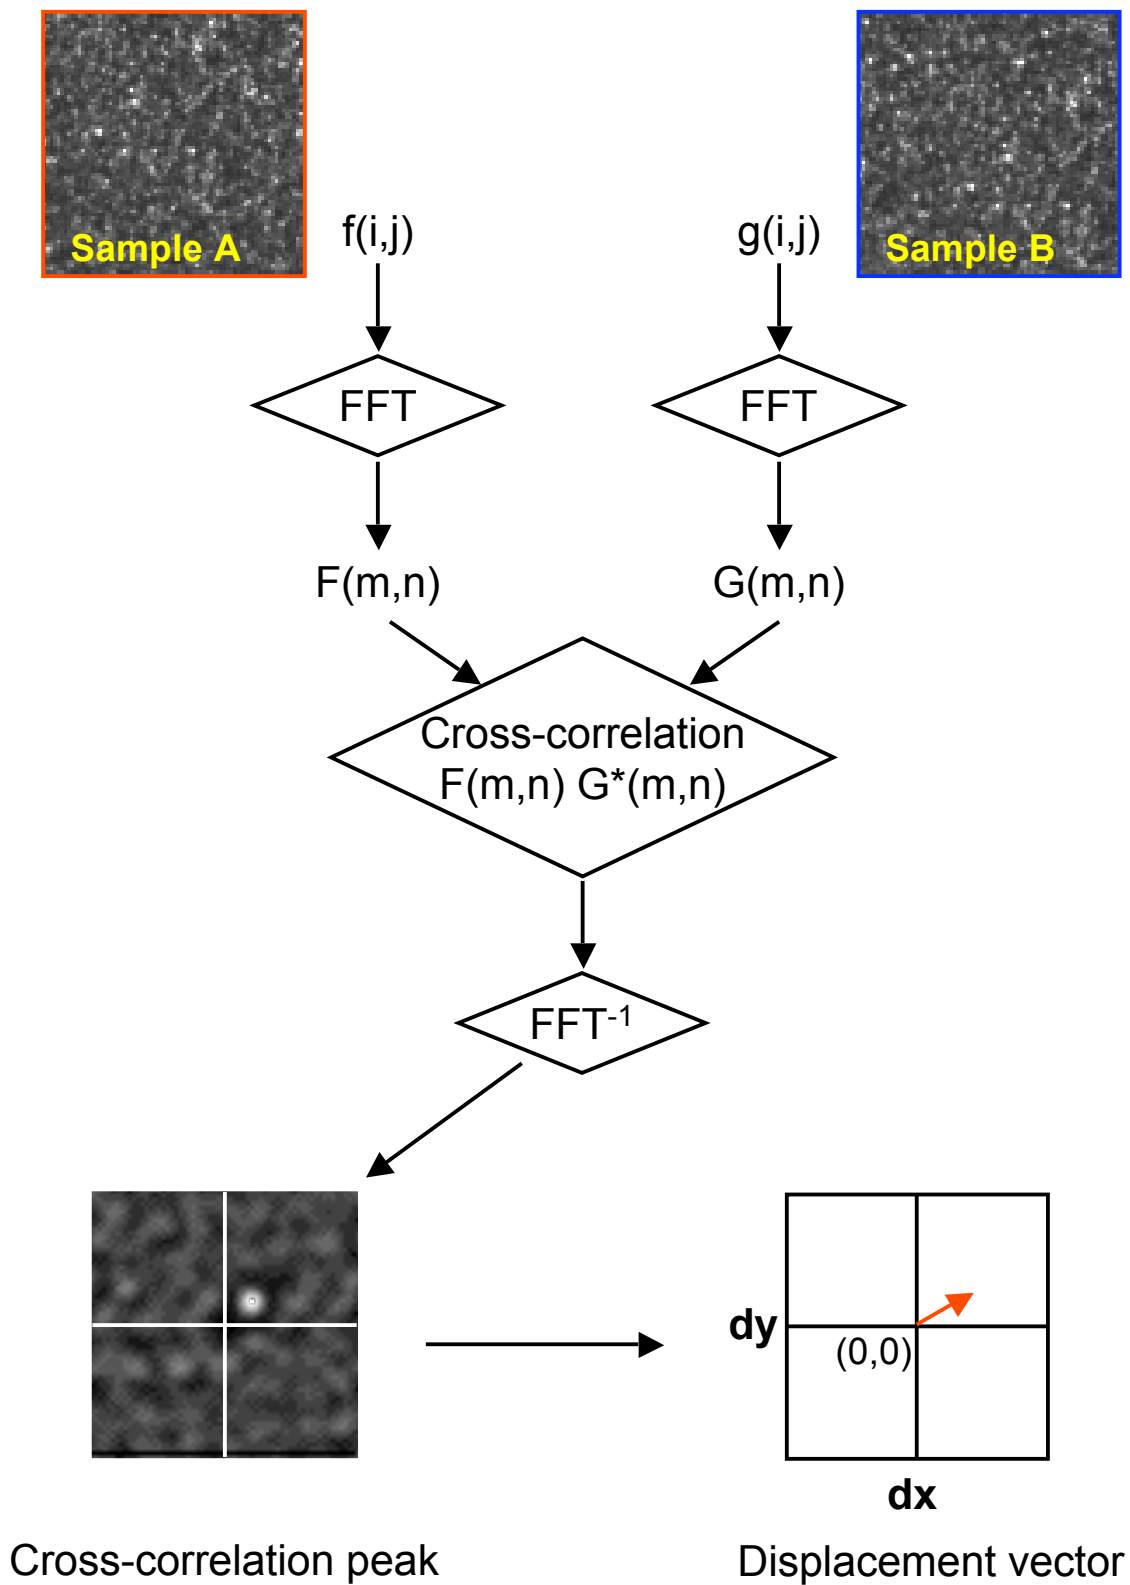 Sample A
f(i,j)
g(i,j)
Sample B
FFT
FFT
F(m,n)
G(m,n)
Cross-correlation
F(m,n) G*(m,n)
FFT⁻¹
dy
(0,0)
dx
Cross-correlation peak
Displacement vector